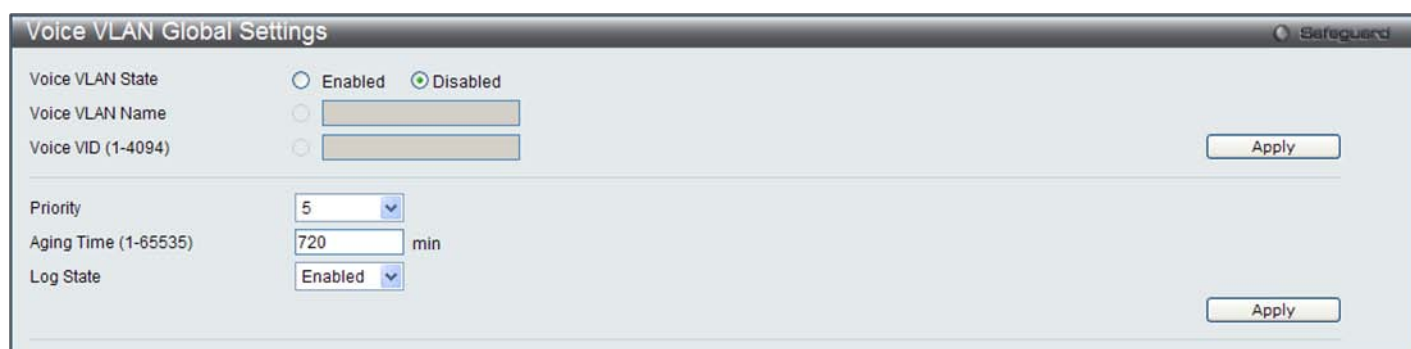 Voice VLAN Global Settings Safeguard
Voice VLAN State Enabled Disabled
Voice VLAN Name
Voice VID (1-4094) Apply
Priority 5
Aging Time (1-65535) 720 min
Log State Enabled
Apply